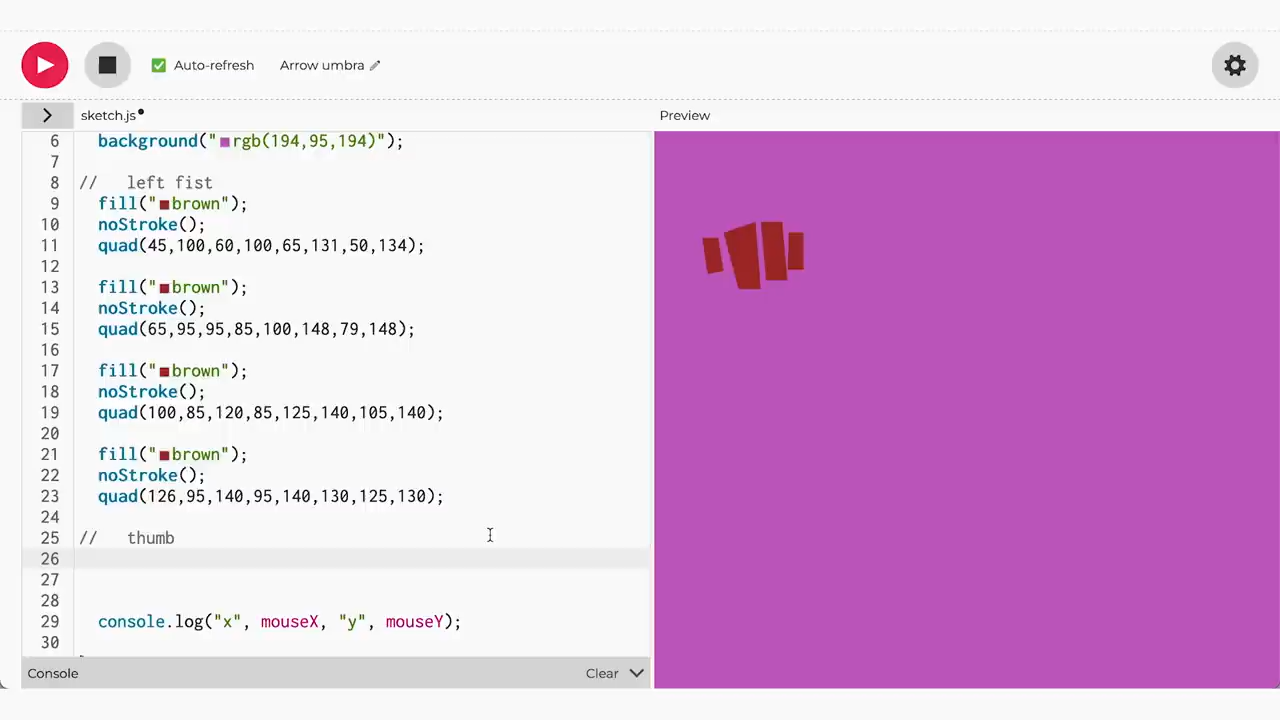 Auto-refresh Arrow umbra
sketch.js
Preview
6 background("rgb(194,95,194)");
7
8 // left fist
9 fill("brown");
10 noStroke();
11 quad(45,100,60,100,65,131,50,134);
12
13 fill("brown");
14 noStroke();
15 quad(65,95,95,85,100,148,79,148);
16
17 fill("brown");
18 noStroke();
19 quad(100,85,120,85,125,140,105,140);
20
21 fill("brown");
22 noStroke();
23 quad(126,95,140,95,140,130,125,130);
24
25 // thumb
26
27
28
29 console.log("x", mouseX, "y", mouseY);
30
Console
Clear